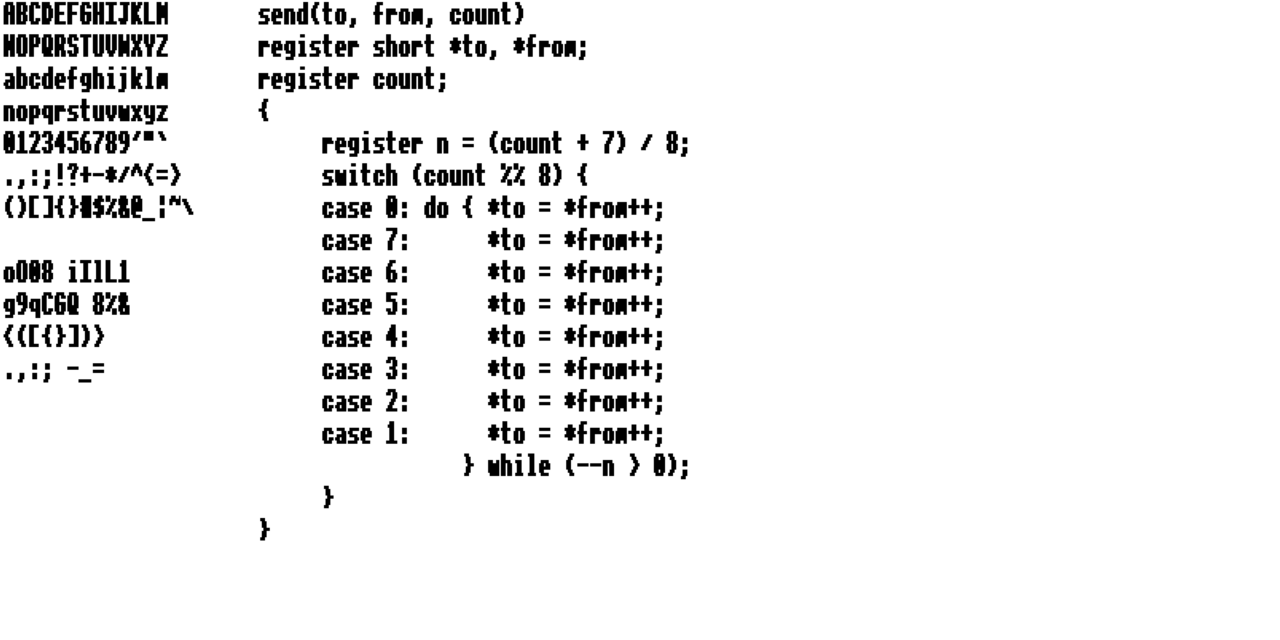 ABCDEFGHIJKLM
NOPQRSTUVWXYZ
abcdefghijklm
nopqrstuvwxyz
0123456789'"`
.,:;!?+-*/^<=>
()[]{}#$%&@_¦~\
oO08 iIlL1
g9qCGQ 8%&
<([{}])>
.,:; -_=
send(to, from, count)
register short *to, *from;
register count;
{
     register n = (count + 7) / 8;
     switch (count %% 8) {
     case 0: do { *to = *from++;
     case 7:      *to = *from++;
     case 6:      *to = *from++;
     case 5:      *to = *from++;
     case 4:      *to = *from++;
     case 3:      *to = *from++;
     case 2:      *to = *from++;
     case 1:      *to = *from++;
                } while (--n > 0);
     }
}